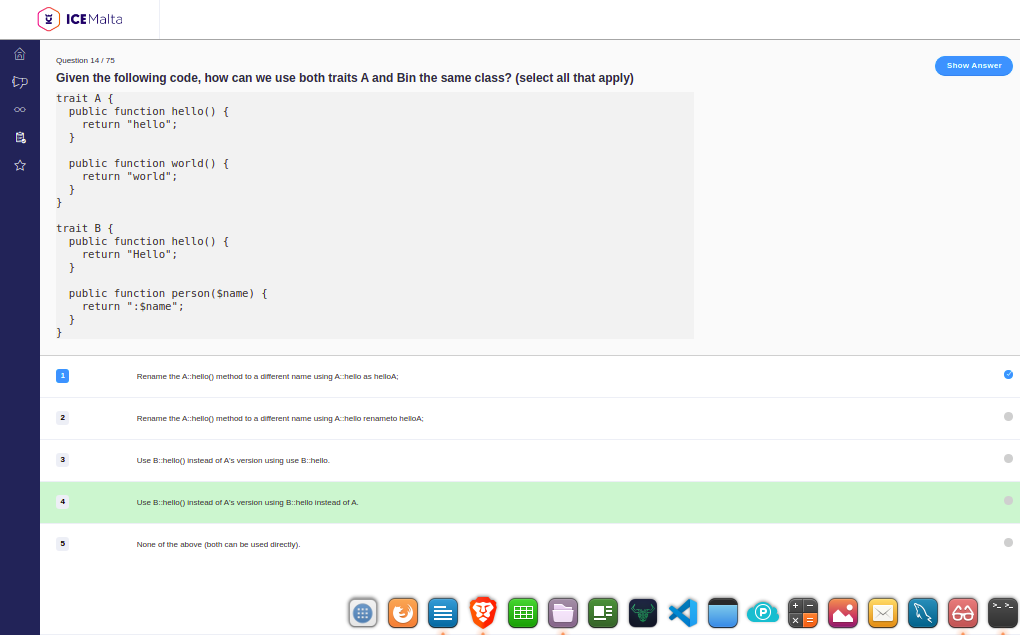 ICEMalta
Question 14 / 75
Given the following code, how can we use both traits A and Bin the same class? (select all that apply)
Show Answer
trait A {
  public function hello() {
    return "hello";
  }

  public function world() {
    return "world";
  }
}

trait B {
  public function hello() {
    return "Hello";
  }

  public function person($name) {
    return ":$name";
  }
}
1 Rename the A::hello() method to a different name using A::hello as helloA;
2 Rename the A::hello() method to a different name using A::hello renameto helloA;
3 Use B::hello() instead of A's version using use B::hello.
4 Use B::hello() instead of A's version using B::hello instead of A.
5 None of the above (both can be used directly).